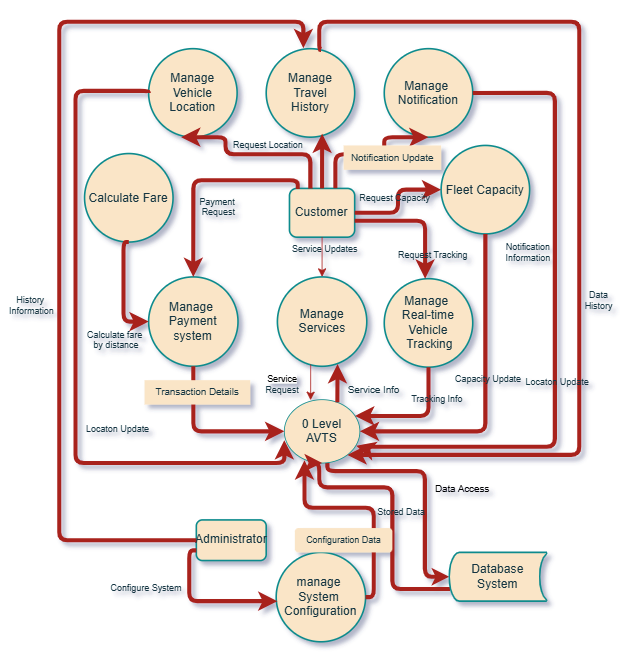 Manage
Vehicle
Location
Manage
Travel
History
Manage
Notification
Request Location
Notification Update
Calculate Fare
Payment
Request
Customer
Request Capacity
Fleet Capacity
Service Updates
Request Tracking
Notification
Information
History
Information
Data
History
Manage
Payment
system
Manage
Services
Manage
Real-time
Vehicle
Tracking
Calculate fare
by distance
Service
Request
Service Info
Capacity Update
Locaton Update
Transaction Details
Tracking Info
Locaton Update
0 Level
AVTS
Data Access
Stored Data
Administrator
Configuration Data
Configure System
manage
System
Configuration
Database
System